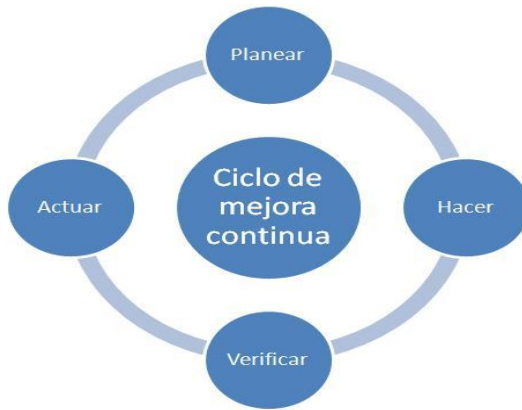 Planear
Actuar
Ciclo de
mejora
continua
Hacer
Verificar